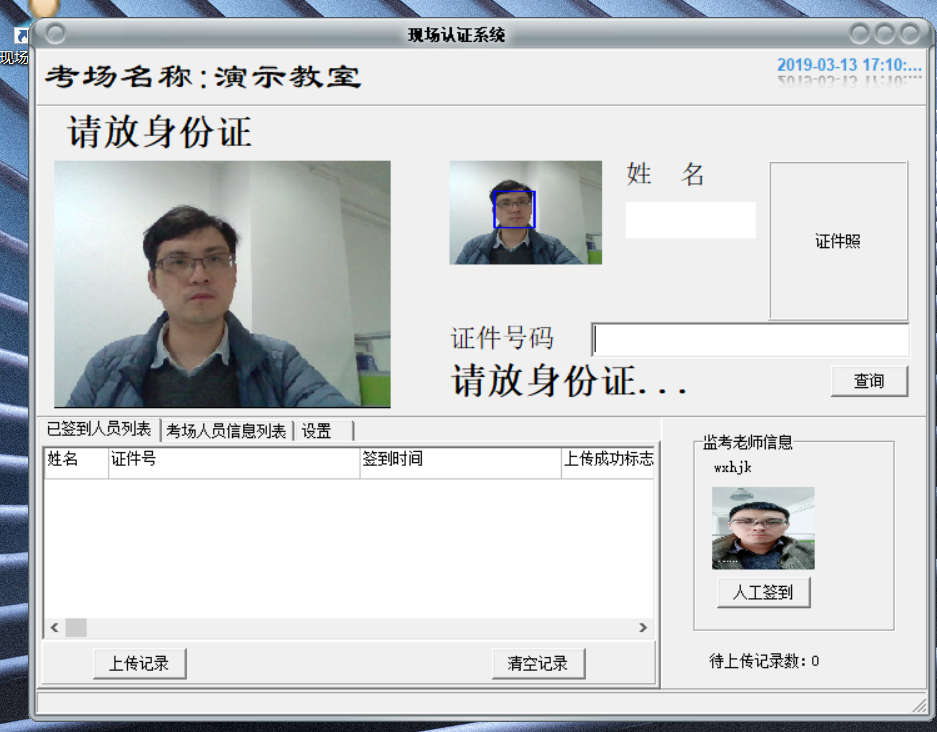 现场认证系统
现场
考场名称:演示教室
2019-03-13 17:10:...
请放身份证
姓 名
证件照
证件号码
请放身份证...
查询
已签到人员列表 考场人员信息列表 设置
姓名 证件号 签到时间 上传成功标志
监考老师信息
wxhjk
人工签到
上传记录 清空记录
待上传记录数: 0